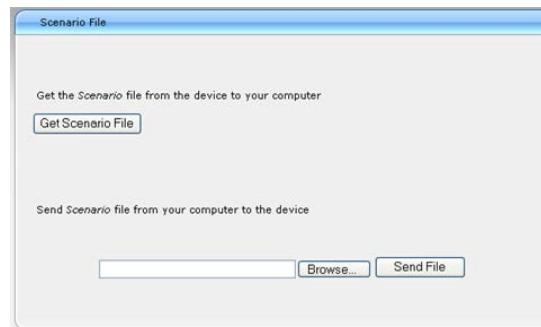 Scenario File
Get the Scenario file from the device to your computer
Get Scenario File
Send Scenario file from your computer to the device
Browse... Send File